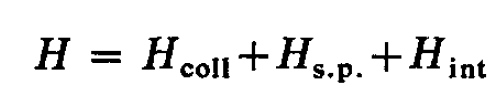 H = H_coll + H_s.p. + H_int